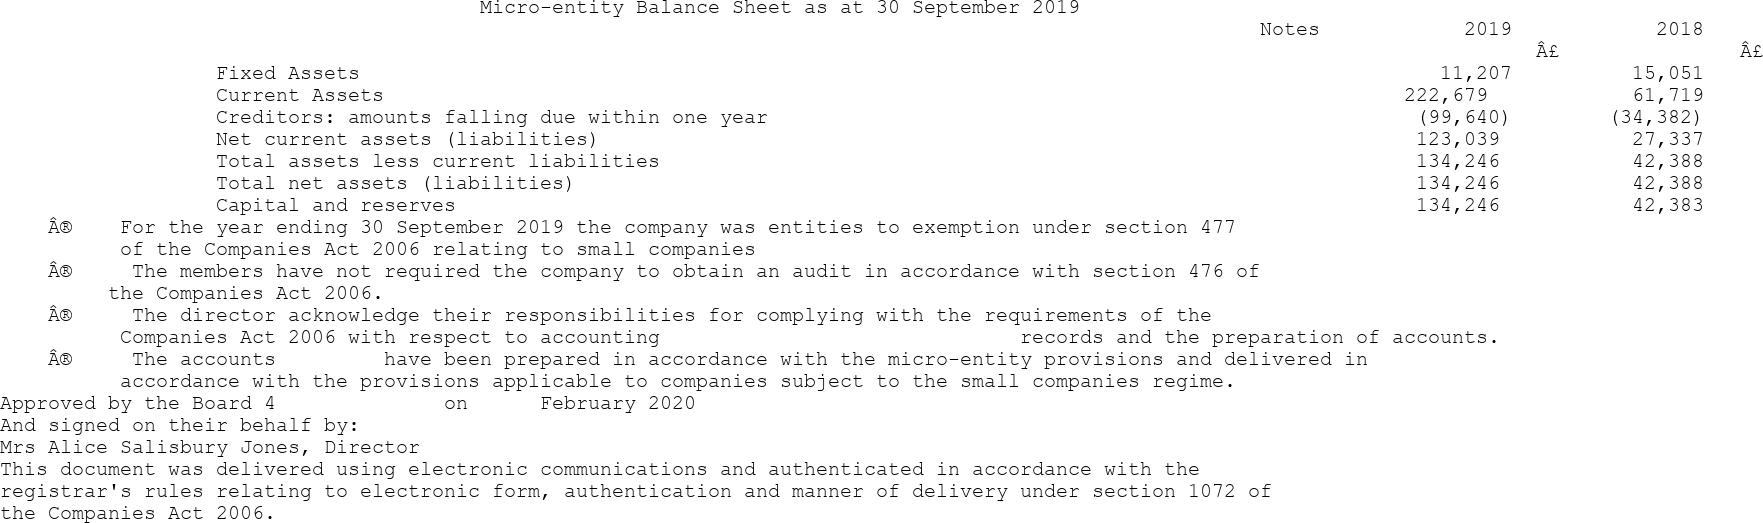 Micro-entity Balance Sheet as at 30 September 2019
Notes 2019 2018
Â£ Â£
Fixed Assets 11,207 15,051
Current Assets 222,679 61,719
Creditors: amounts falling due within one year (99,640) (34,382)
Net current assets (liabilities) 123,039 27,337
Total assets less current liabilities 134,246 42,388
Total net assets (liabilities) 134,246 42,388
Capital and reserves 134,246 42,383
Â® For the year ending 30 September 2019 the company was entities to exemption under section 477
of the Companies Act 2006 relating to small companies
Â® The members have not required the company to obtain an audit in accordance with section 476 of
the Companies Act 2006.
Â® The director acknowledge their responsibilities for complying with the requirements of the
Companies Act 2006 with respect to accounting records and the preparation of accounts.
Â® The accounts have been prepared in accordance with the micro-entity provisions and delivered in
accordance with the provisions applicable to companies subject to the small companies regime.
Approved by the Board 4 on February 2020
And signed on their behalf by:
Mrs Alice Salisbury Jones, Director
This document was delivered using electronic communications and authenticated in accordance with the
registrar's rules relating to electronic form, authentication and manner of delivery under section 1072 of
the Companies Act 2006.